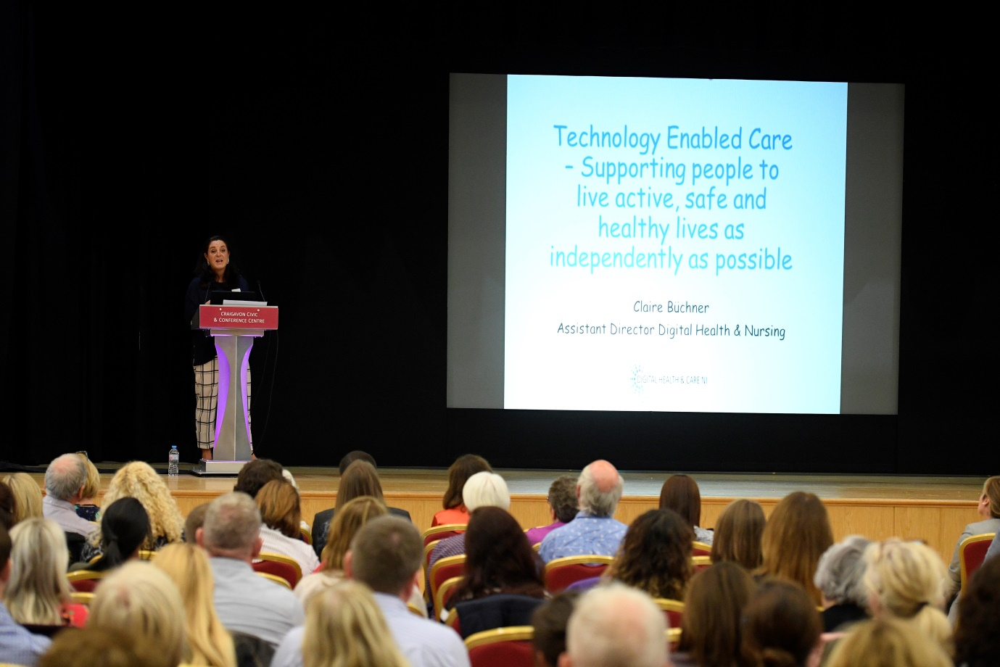 Technology Enabled Care
– Supporting people to
live active, safe and
healthy lives as
independently as possible
Claire Büchner
Assistant Director Digital Health & Nursing
DIGITAL HEALTH & CARE NI
CRAIGAVON CIVIC
& CONFERENCE CENTRE